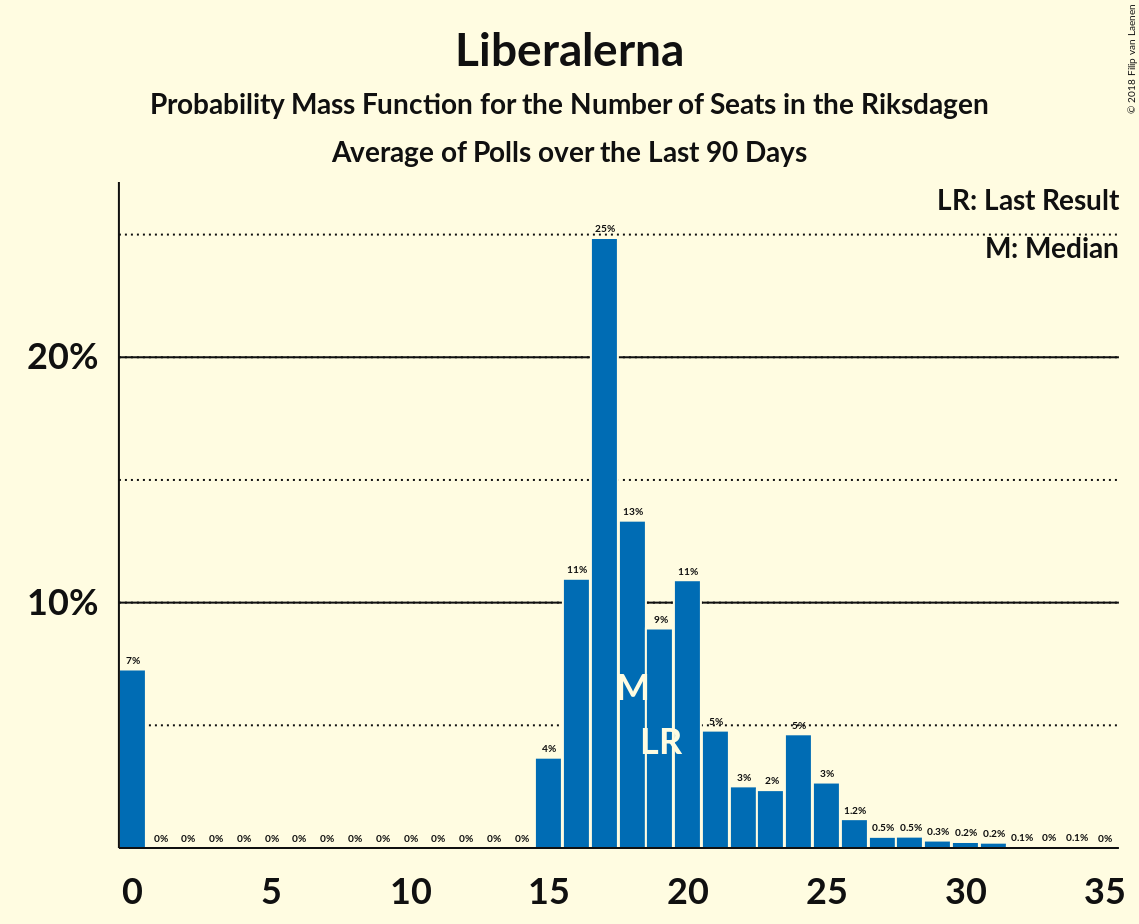 Liberalerna
Probability Mass Function for the Number of Seats in the Riksdagen
Average of Polls over the Last 90 Days
© 2018 Filip van Laenen
LR: Last Result
M: Median
25%
20%
13%
11%
11%
10%
9%
7%
M
5%
5%
LR
4%
3%
2%
3%
1.2%
0% 0% 0% 0% 0% 0% 0% 0% 0% 0% 0% 0% 0% 0%
0.5% 0.5% 0.3% 0.2% 0.2% 0.1% 0% 0.1% 0%
0 5 10 15 20 25 30 35